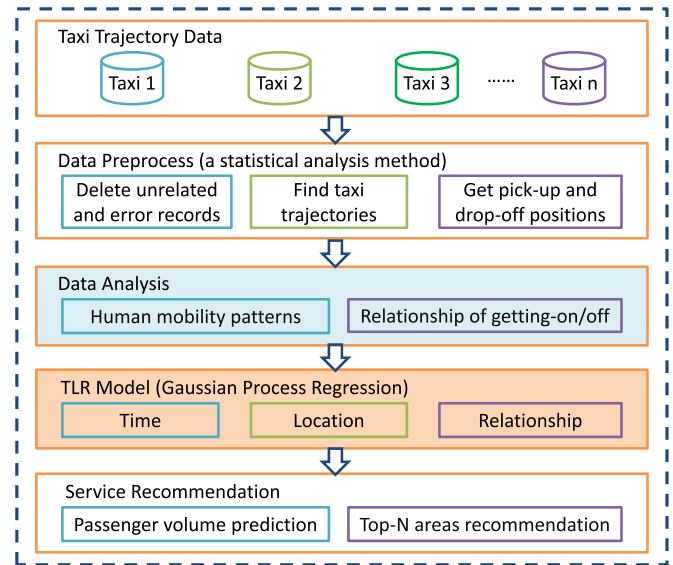 Taxi Trajectory Data
Taxi 1
Taxi 2
Taxi 3
......
Taxi n
Data Preprocess (a statistical analysis method)
Delete unrelated
and error records
Find taxi
trajectories
Get pick-up and
drop-off positions
Data Analysis
Human mobility patterns
Relationship of getting-on/off
TLR Model (Gaussian Process Regression)
Time
Location
Relationship
Service Recommendation
Passenger volume prediction
Top-N areas recommendation